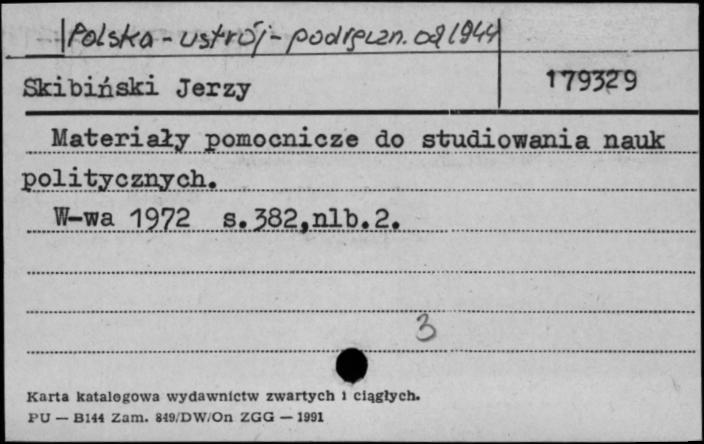 Polska - ustrój - podręczn. od 1944
Skibiński Jerzy 179329
Materiały pomocnicze do studiowania nauk
politycznych.
W-wa 1972 s.382,nlb.2.
3
Karta katalogowa wydawnictw zwartych i ciągłych.
PU — B144 Zam. 849/DW/On ZGG — 1991